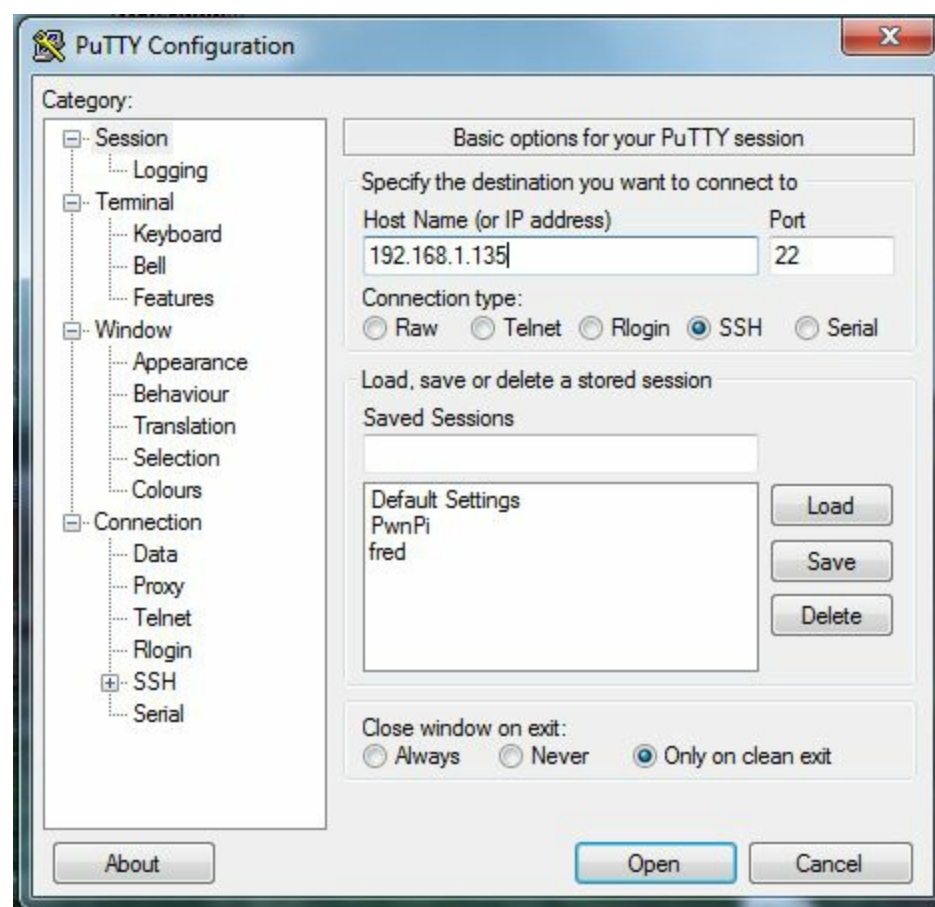 PuTTY Configuration
Category:
Session
Logging
Terminal
Keyboard
Bell
Features
Window
Appearance
Behaviour
Translation
Selection
Colours
Connection
Data
Proxy
Telnet
Rlogin
SSH
Serial
Basic options for your PuTTY session
Specify the destination you want to connect to
Host Name (or IP address) Port
192.168.1.135 22
Connection type:
Raw Telnet Rlogin SSH Serial
Load, save or delete a stored session
Saved Sessions
Default Settings
PwnPi
fred
Load
Save
Delete
Close window on exit:
Always Never Only on clean exit
About Open Cancel